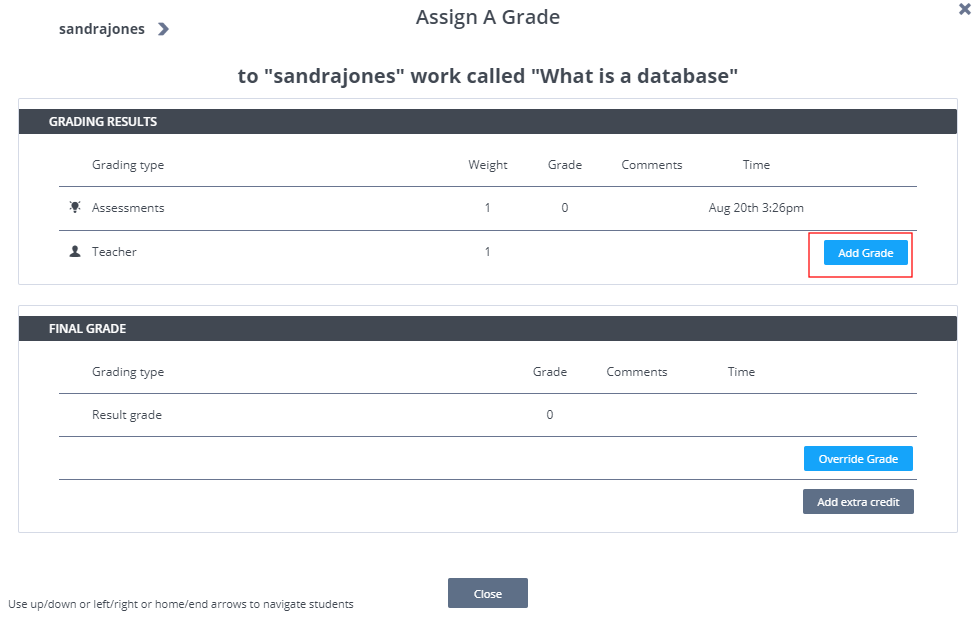 Assign A Grade
sandrajones
to "sandrajones" work called "What is a database"
GRADING RESULTS
Grading type Weight Grade Comments Time
Assessments 1 0 Aug 20th 3:26pm
Teacher 1 Add Grade
FINAL GRADE
Grading type Grade Comments Time
Result grade 0
Override Grade
Add extra credit
Close
Use up/down or left/right or home/end arrows to navigate students